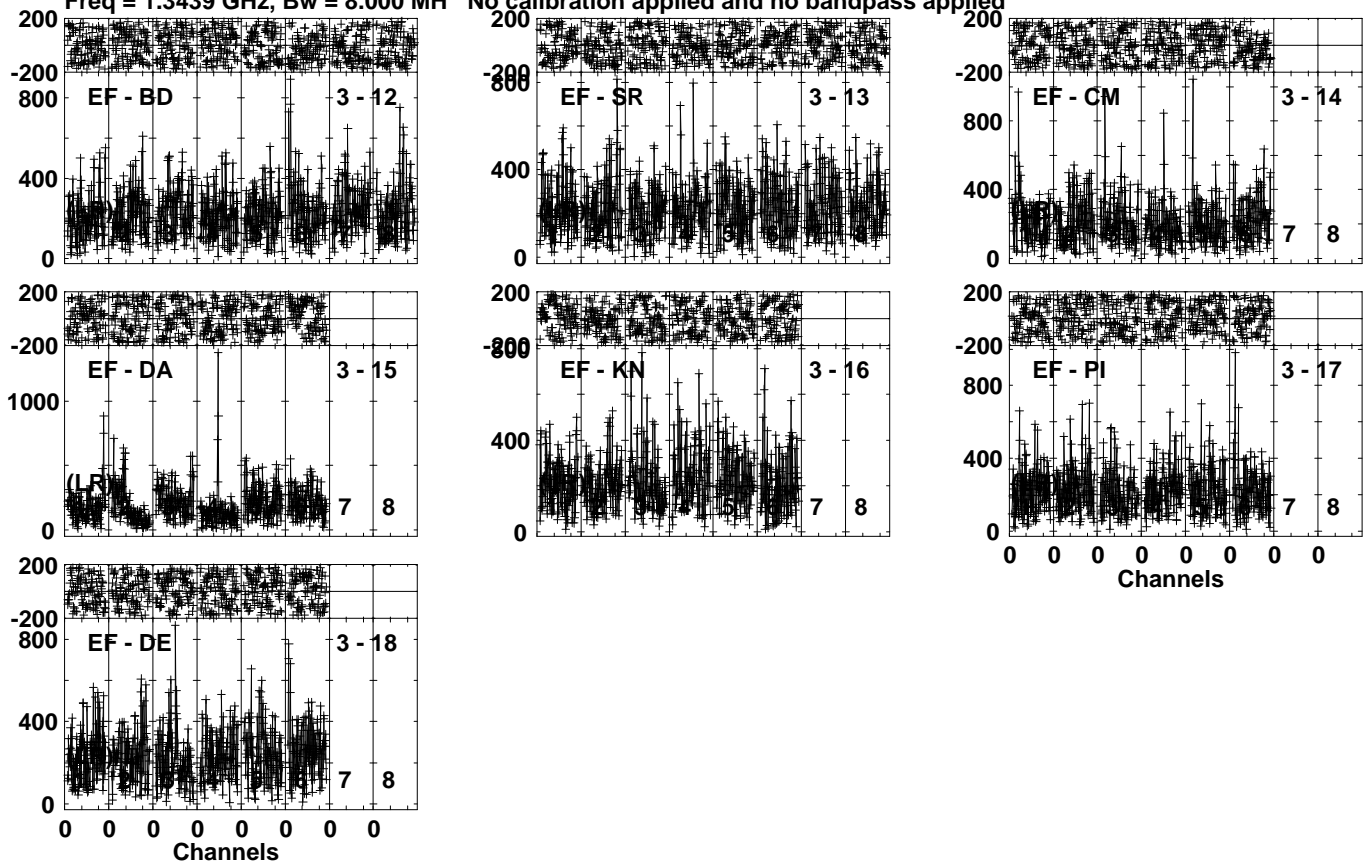 Freq = 1.3439 GHz, Bw = 8.000 MH No calibration applied and no bandpass applied
200
-200
800
400
0
EF - BD
3 - 12
200
-200
800
400
0
EF - SR
3 - 13
200
-200
800
400
0
EF - CM
3 - 14
7 8
200
-200
1000
0
EF - DA
3 - 15
(LR)
7 8
200
-200
800
400
0
EF - KN
3 - 16
7 8
200
-200
800
400
0
EF - PI
3 - 17
7 8
0 0 0 0 0 0 0 0
Channels
200
-200
800
400
0
EF - DE
3 - 18
7 8
0 0 0 0 0 0 0 0
Channels